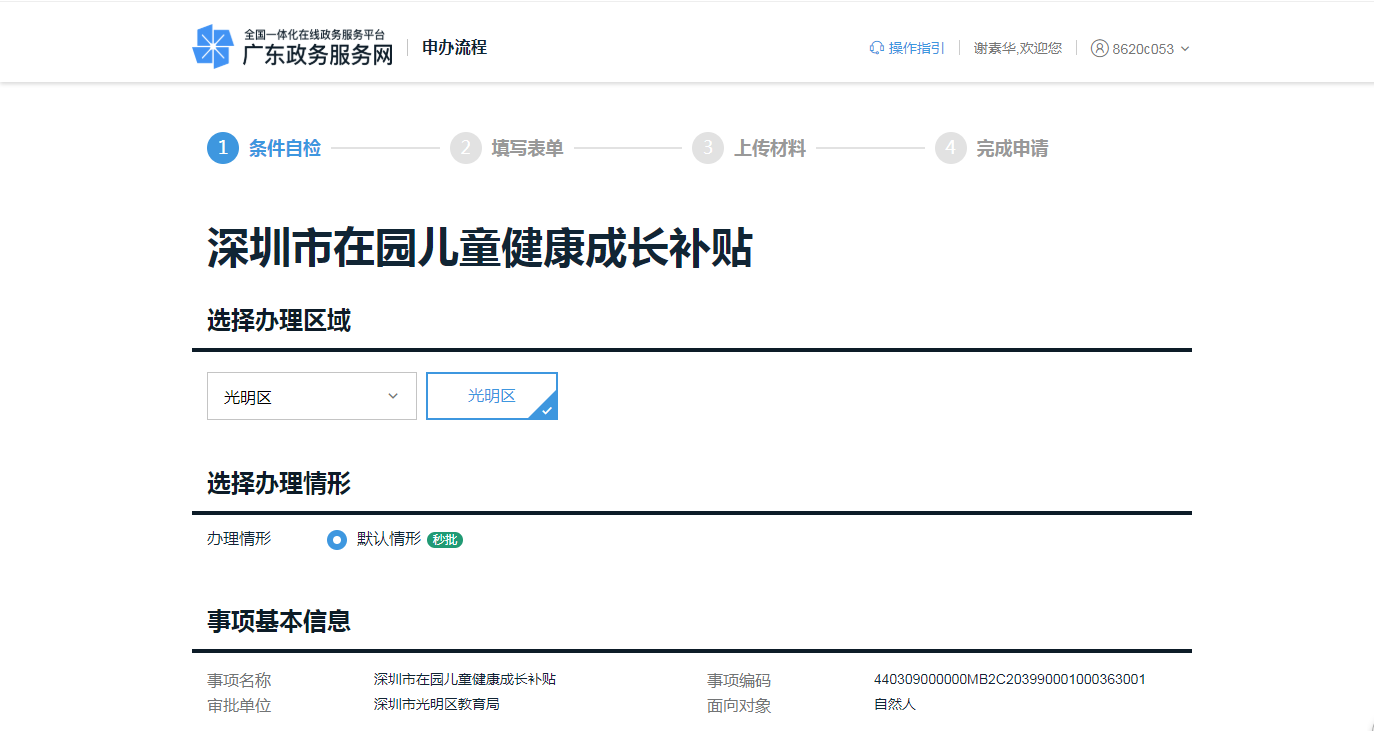 全国一体化在线政务服务平台
广东政务服务网
申办流程
操作指引
谢素华,欢迎您
8620c053
1 条件自检
2 填写表单
3 上传材料
4 完成申请
深圳市在园儿童健康成长补贴
选择办理区域
光明区
光明区
选择办理情形
办理情形 默认情形 秒批
事项基本信息
事项名称 深圳市在园儿童健康成长补贴 事项编码 440309000000MB2C203990001000363001
审批单位 深圳市光明区教育局 面向对象 自然人